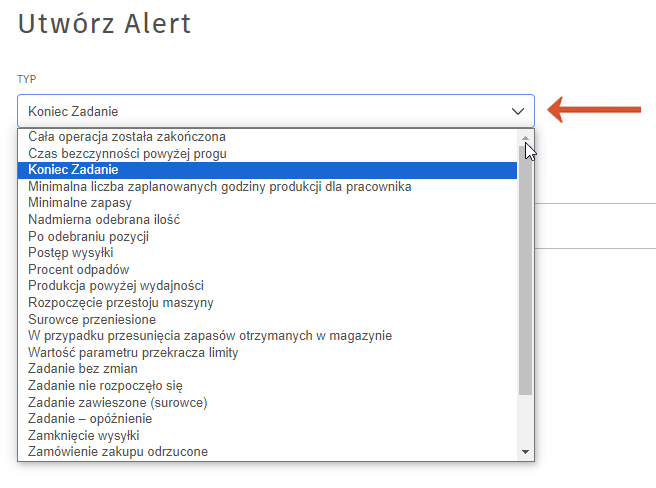 Utwórz Alert
TYP
Koniec Zadanie
Cała operacja została zakończona
Czas bezczynności powyżej progu
Koniec Zadanie
Minimalna liczba zaplanowanych godziny produkcji dla pracownika
Minimalne zapasy
Nadmierna odebrana ilość
Po odebraniu pozycji
Postęp wysyłki
Procent odpadów
Produkcja powyżej wydajności
Rozpoczęcie przestoju maszyny
Surowce przeniesione
W przypadku przesunięcia zapasów otrzymanych w magazynie
Wartość parametru przekracza limity
Zadanie bez zmian
Zadanie nie rozpoczęło się
Zadanie zawieszone (surowce)
Zadanie – opóźnienie
Zamknięcie wysyłki
Zamówienie zakupu odrzucone